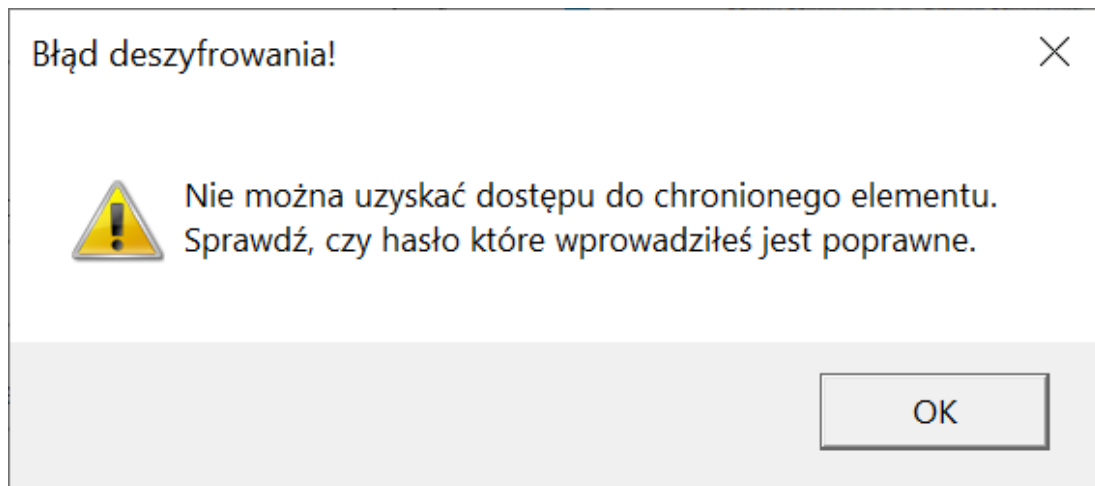 Błąd deszyfrowania!
Nie można uzyskać dostępu do chronionego elementu.
Sprawdź, czy hasło które wprowadziłeś jest poprawne.
OK